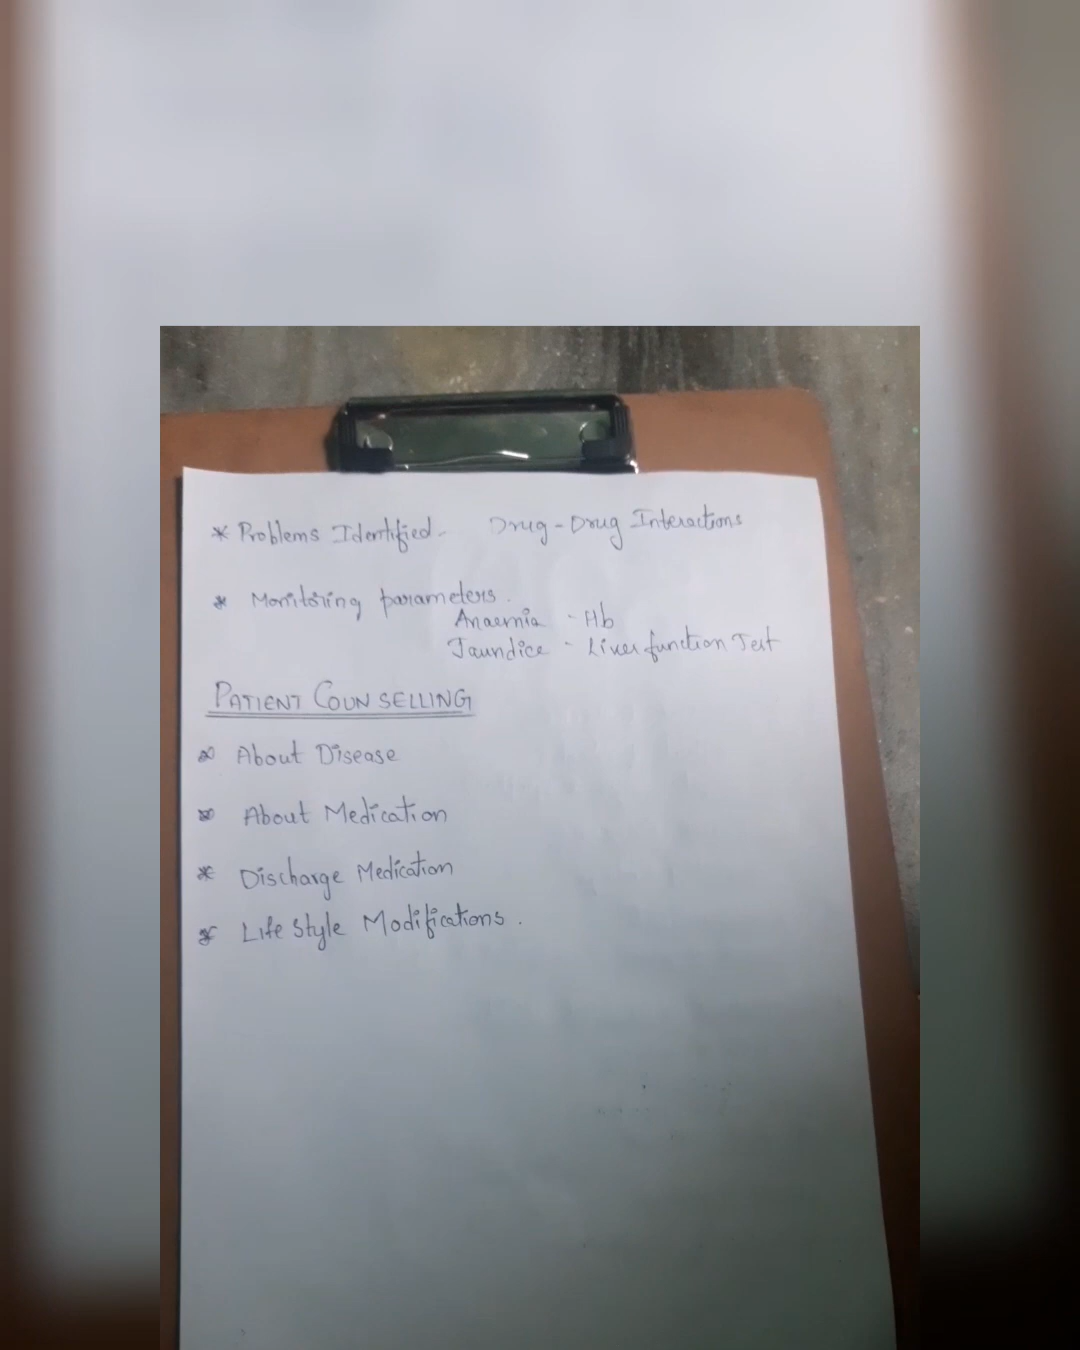 * Problems Identified - Drug-Drug Interactions
* Monitoring parameters.
Anaemia - Hb
Jaundice - Liver function Test
PATIENT COUNSELLING
* About Disease
* About Medication
* Discharge Medication
* Life Style Modifications.